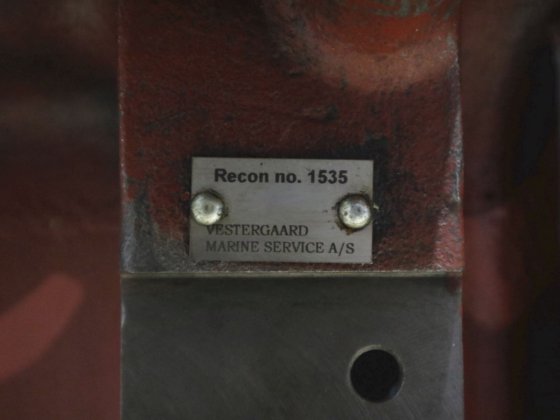 Recon no. 1535
VESTERGAARD
MARINE SERVICE A/S